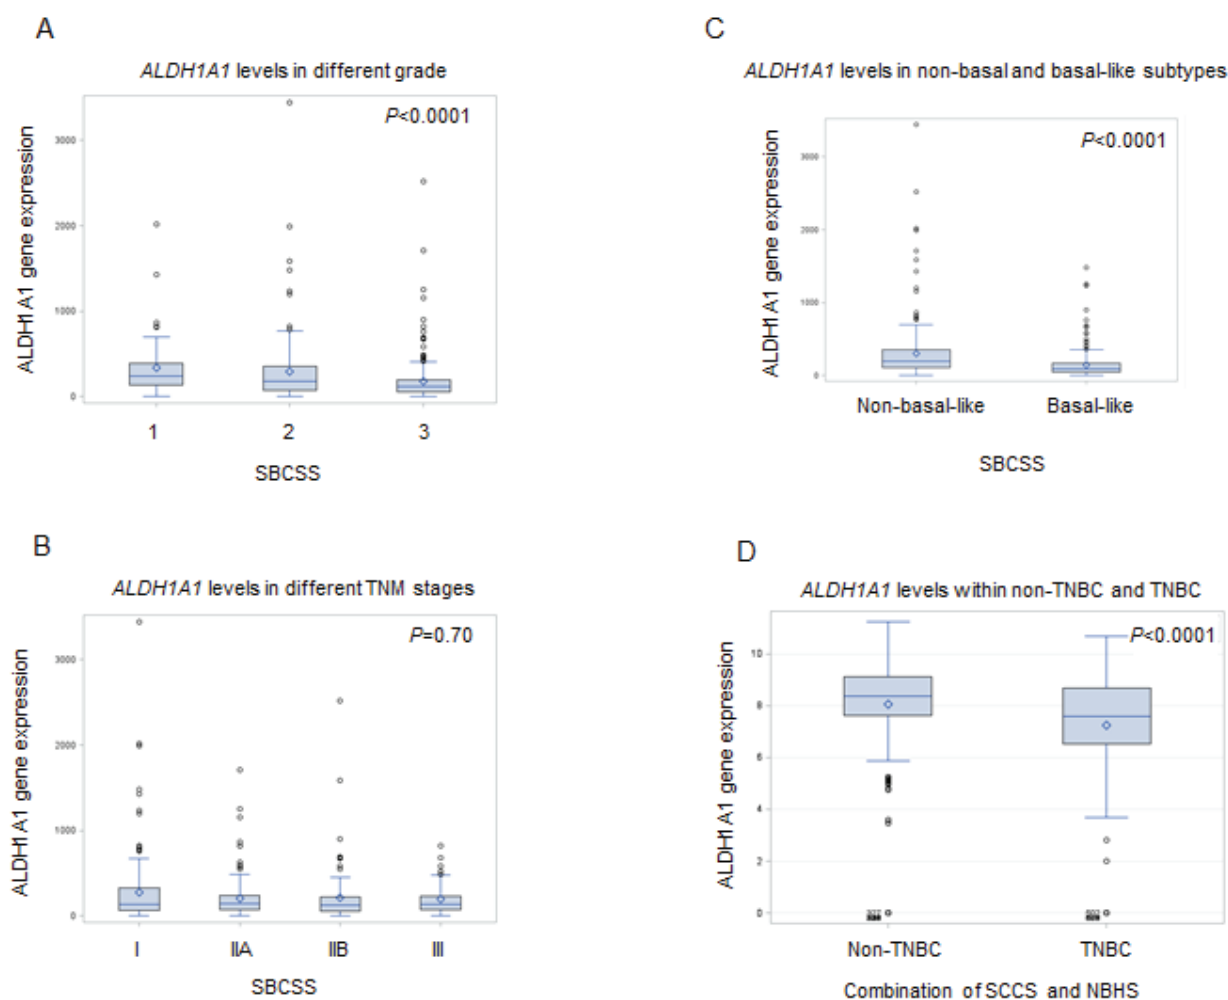 A
ALDH1A1 levels in different grade
P<0.0001
ALDH1A1 gene expression
3000
2000
1000
0
1 2 3
SBCSS
C
ALDH1A1 levels in non-basal and basal-like subtypes
P<0.0001
ALDH1A1 gene expression
3000
2000
1000
0
Non-basal-like Basal-like
SBCSS
B
ALDH1A1 levels in different TNM stages
P=0.70
ALDH1A1 gene expression
3000
2000
1000
0
I IIA IIB III
SBCSS
D
ALDH1A1 levels within non-TNBC and TNBC
P<0.0001
ALDH1A1 gene expression
10
8
6
4
2
0
Non-TNBC TNBC
Combination of SCCS and NBHS